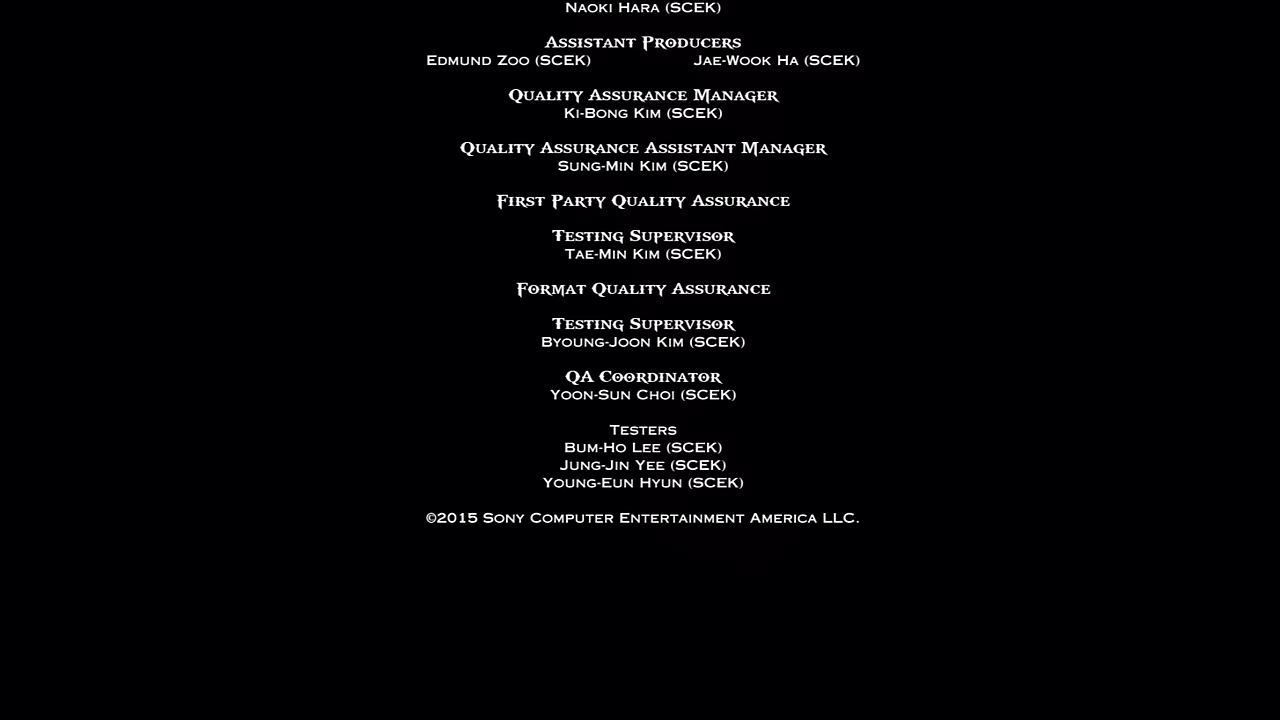 Naoki Hara (SCEK)
Assistant Producers
Edmund Zoo (SCEK) Jae-Wook Ha (SCEK)
Quality Assurance Manager
Ki-Bong Kim (SCEK)
Quality Assurance Assistant Manager
Sung-Min Kim (SCEK)
First Party Quality Assurance
Testing Supervisor
Tae-Min Kim (SCEK)
Format Quality Assurance
Testing Supervisor
Byoung-Joon Kim (SCEK)
QA Coordinator
Yoon-Sun Choi (SCEK)
Testers
Bum-Ho Lee (SCEK)
Jung-Jin Yee (SCEK)
Young-Eun Hyun (SCEK)
©2015 Sony Computer Entertainment America LLC.